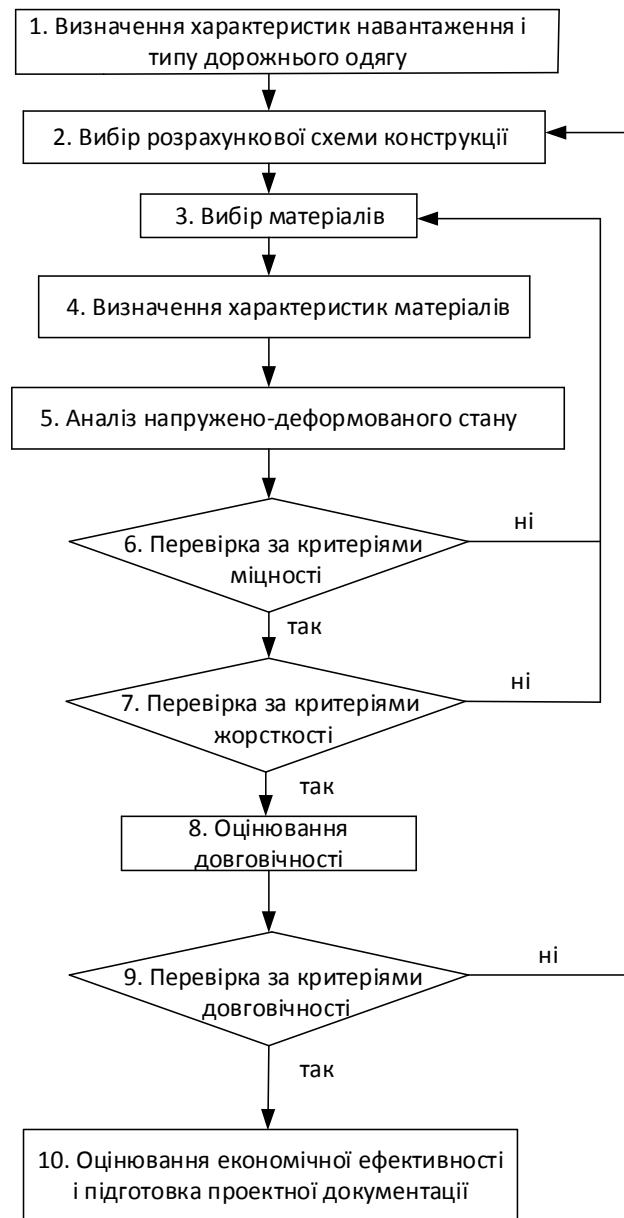 1. Визначення характеристик навантаження і
типу дорожнього одягу
2. Вибір розрахункової схеми конструкції
3. Вибір матеріалів
4. Визначення характеристик матеріалів
5. Аналіз напружено-деформованого стану
6. Перевірка за критеріями
міцності
ні
так
7. Перевірка за критеріями
жорсткості
ні
так
8. Оцінювання
довговічності
9. Перевірка за критеріями
довговічності
ні
так
10. Оцінювання економічної ефективності
і підготовка проектної документації